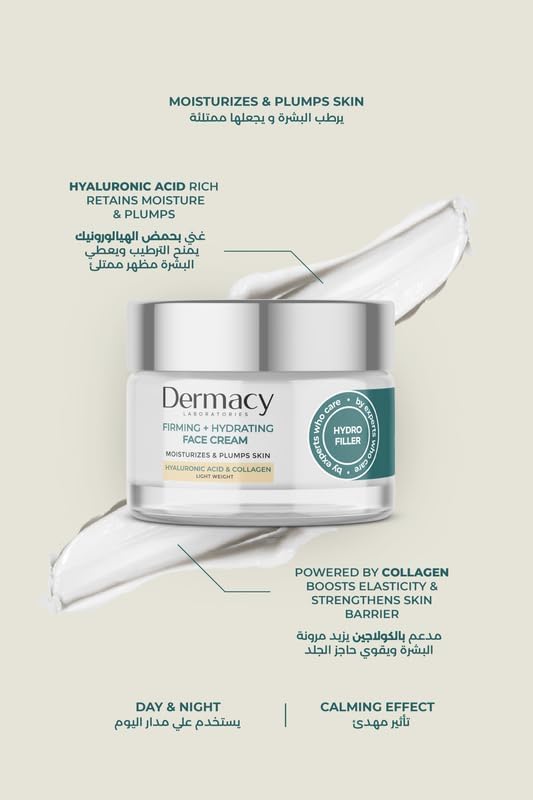 MOISTURIZES & PLUMPS SKIN
يرطب البشرة و يجعلها ممتلئة
HYALURONIC ACID RICH
RETAINS MOISTURE
& PLUMPS
غني بحمض الهيالورونيك
يمنح الترطيب ويعطي
البشرة مظهر ممتلئ
Dermacy
LABORATORIES
FIRMING + HYDRATING
FACE CREAM
MOISTURIZES & PLUMPS SKIN
HYALURONIC ACID & COLLAGEN
LIGHT WEIGHT
by experts who care • by experts who care •
HYDRO
FILLER
POWERED BY COLLAGEN
BOOSTS ELASTICITY &
STRENGTHENS SKIN
BARRIER
مدعم بالكولاجين يزيد مرونة
البشرة ويقوي حاجز الجلد
DAY & NIGHT
يستخدم علي مدار اليوم
CALMING EFFECT
تأثير مهدئ